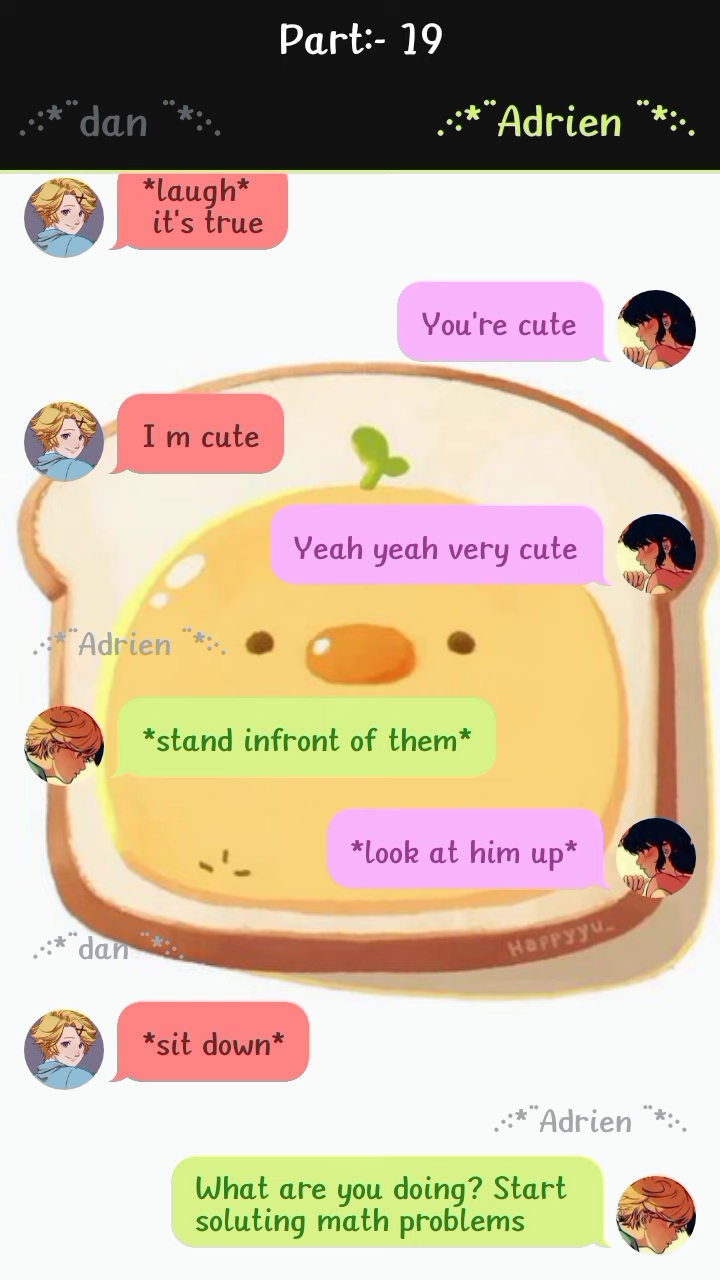 Part:- 19
.·:*¨dan ¨*:·.
.·:*¨Adrien ¨*:·.
*laugh*
it's true
You're cute
I m cute
Yeah yeah very cute
.·:*¨Adrien ¨*:·.
*stand infront of them*
*look at him up*
Happyyu_
.·:*¨dan ¨*:·.
*sit down*
.·:*¨Adrien ¨*:·.
What are you doing? Start
soluting math problems